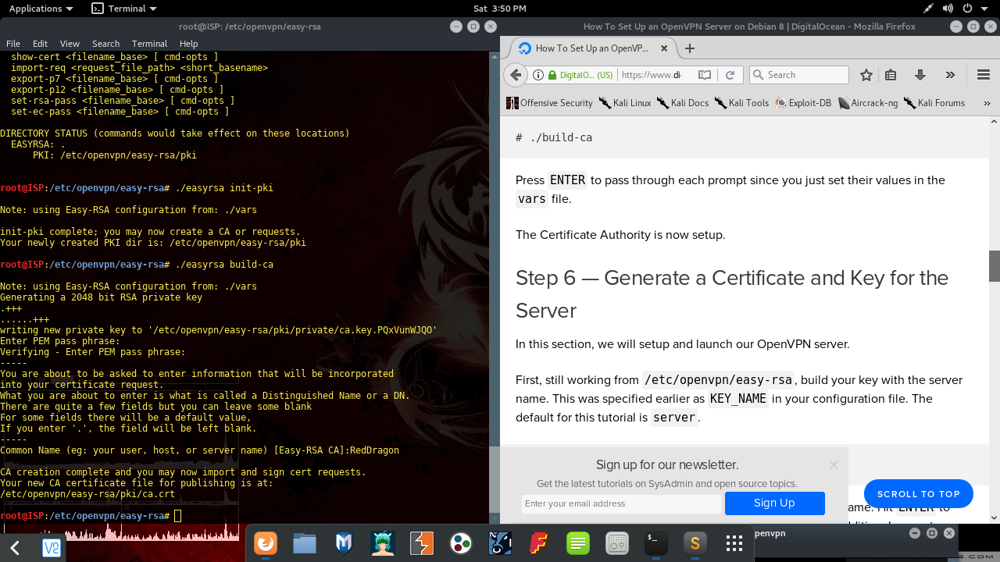 Applications
Terminal
Sat 3:50 PM
root@ISP: /etc/openvpn/easy-rsa
File Edit View Search Terminal Help
show-cert <filename_base> [ cmd-opts ]
import-req <request_file_path> <short_basename>
export-p7 <filename_base> [ cmd-opts ]
export-p12 <filename_base> [ cmd-opts ]
set-rsa-pass <filename_base> [ cmd-opts ]
set-ec-pass <filename_base> [ cmd-opts ]
DIRECTORY STATUS (commands would take effect on these locations)
EASYRSA: .
PKI: /etc/openvpn/easy-rsa/pki
root@ISP:/etc/openvpn/easy-rsa# ./easyrsa init-pki
Note: using Easy-RSA configuration from: ./vars
init-pki complete; you may now create a CA or requests.
Your newly created PKI dir is: /etc/openvpn/easy-rsa/pki
root@ISP:/etc/openvpn/easy-rsa# ./easyrsa build-ca
Note: using Easy-RSA configuration from: ./vars
Generating a 2048 bit RSA private key
.+++
......+++
writing new private key to '/etc/openvpn/easy-rsa/pki/private/ca.key.PQxVunWJQO'
Enter PEM pass phrase:
Verifying - Enter PEM pass phrase:
-----
You are about to be asked to enter information that will be incorporated
into your certificate request.
What you are about to enter is what is called a Distinguished Name or a DN.
There are quite a few fields but you can leave some blank
For some fields there will be a default value,
If you enter '.', the field will be left blank.
-----
Common Name (eg: your user, host, or server name) [Easy-RSA CA]:RedDragon
CA creation complete and you may now import and sign cert requests.
Your new CA certificate file for publishing is at:
/etc/openvpn/easy-rsa/pki/ca.crt
root@ISP:/etc/openvpn/easy-rsa#
How To Set Up an OpenVPN Server on Debian 8 | DigitalOcean - Mozilla Firefox
How To Set Up an OpenVP...
DigitalO... (US)
https://www.di
Search
Offensive Security
Kali Linux
Kali Docs
Kali Tools
Exploit-DB
Aircrack-ng
Kali Forums
# ./build-ca
Press ENTER to pass through each prompt since you just set their values in the
vars file.
The Certificate Authority is now setup.
Step 6 — Generate a Certificate and Key for the
Server
In this section, we will setup and launch our OpenVPN server.
First, still working from /etc/openvpn/easy-rsa, build your key with the server
name. This was specified earlier as KEY_NAME in your configuration file. The
default for this tutorial is server.
Sign up for our newsletter.
Get the latest tutorials on SysAdmin and open source topics.
Enter your email address
Sign Up
SCROLL TO TOP
ame. Hit ENTER to
openvpn